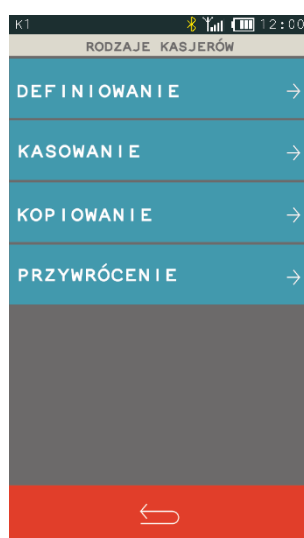 K1 12:00
RODZAJE KASJERÓW
DEFINIOWANIE
KASOWANIE
KOPIOWANIE
PRZYWRÓCENIE